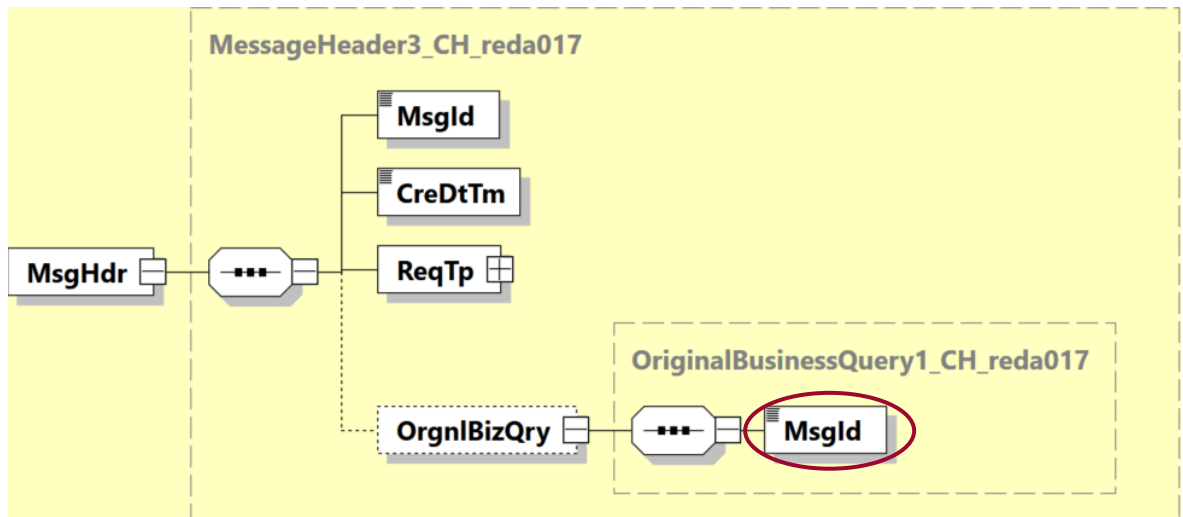 MessageHeader3_CH_reda017
MsgId
CreDtTm
MsgHdr
ReqTp
OriginalBusinessQuery1_CH_reda017
OrgnlBizQry
MsgId